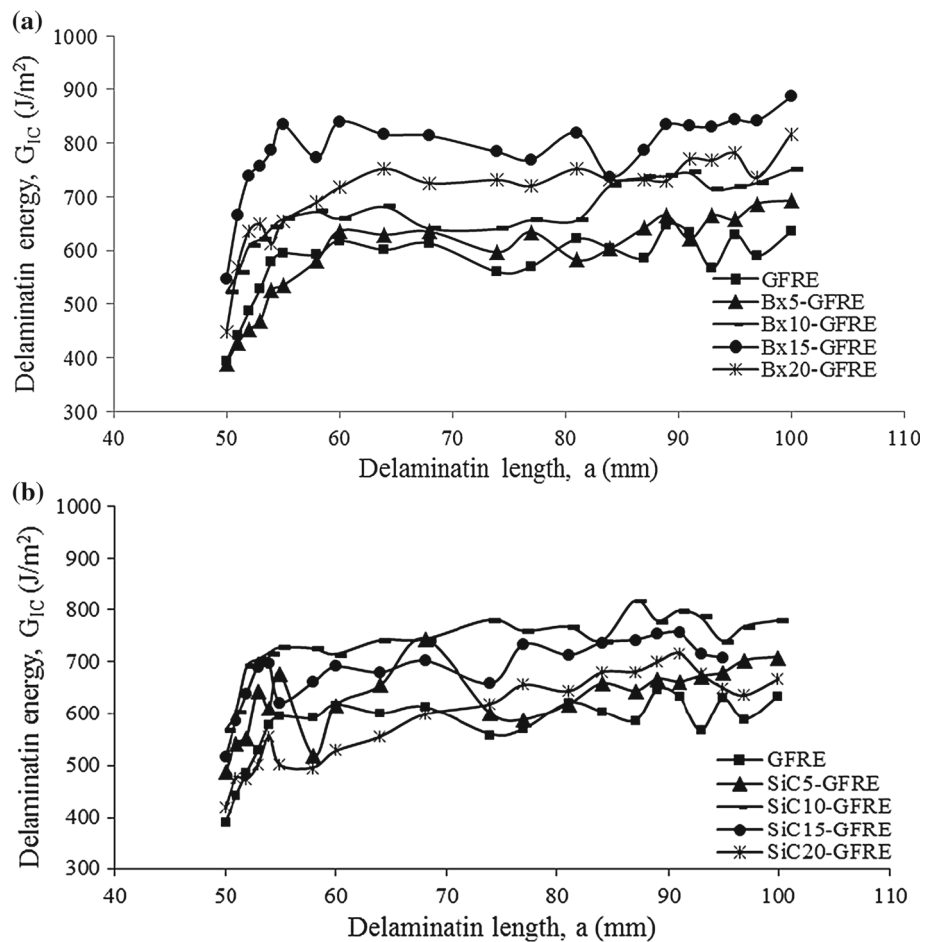 (a)
Delaminatin energy, G_IC (J/m²)
1000
900
800
700
600
500
400
300
40 50 60 70 80 90 100 110
Delaminatin length, a (mm)
GFRE
Bx5-GFRE
Bx10-GFRE
Bx15-GFRE
Bx20-GFRE
(b)
Delaminatin energy, G_IC (J/m²)
1000
900
800
700
600
500
400
300
40 50 60 70 80 90 100 110
Delaminatin length, a (mm)
GFRE
SiC5-GFRE
SiC10-GFRE
SiC15-GFRE
SiC20-GFRE